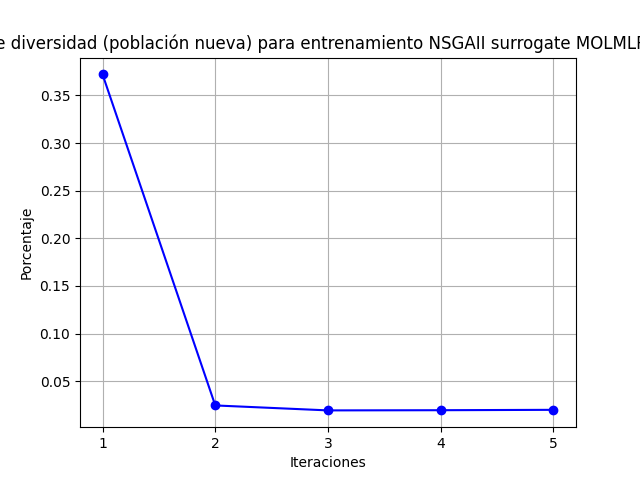 e diversidad (población nueva) para entrenamiento NSGAII surrogate MOLMLP
0.35
0.30
0.25
0.20
0.15
0.10
0.05
Porcentaje
1 2 3 4 5
Iteraciones